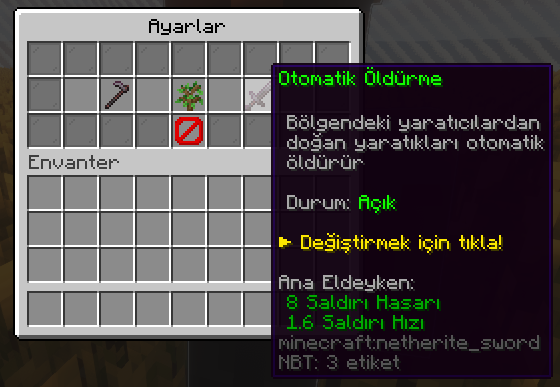 Ayarlar
Otomatik Öldürme
Bölgendeki yaratıcılardan
doğan yaratıkları otomatik
öldürür
Durum: Açık
► Değiştirmek için tıkla!
Envanter
Ana Eldeyken:
8 Saldırı Hasarı
1.6 Saldırı Hızı
minecraft:netherite_sword
NBT: 3 etiket